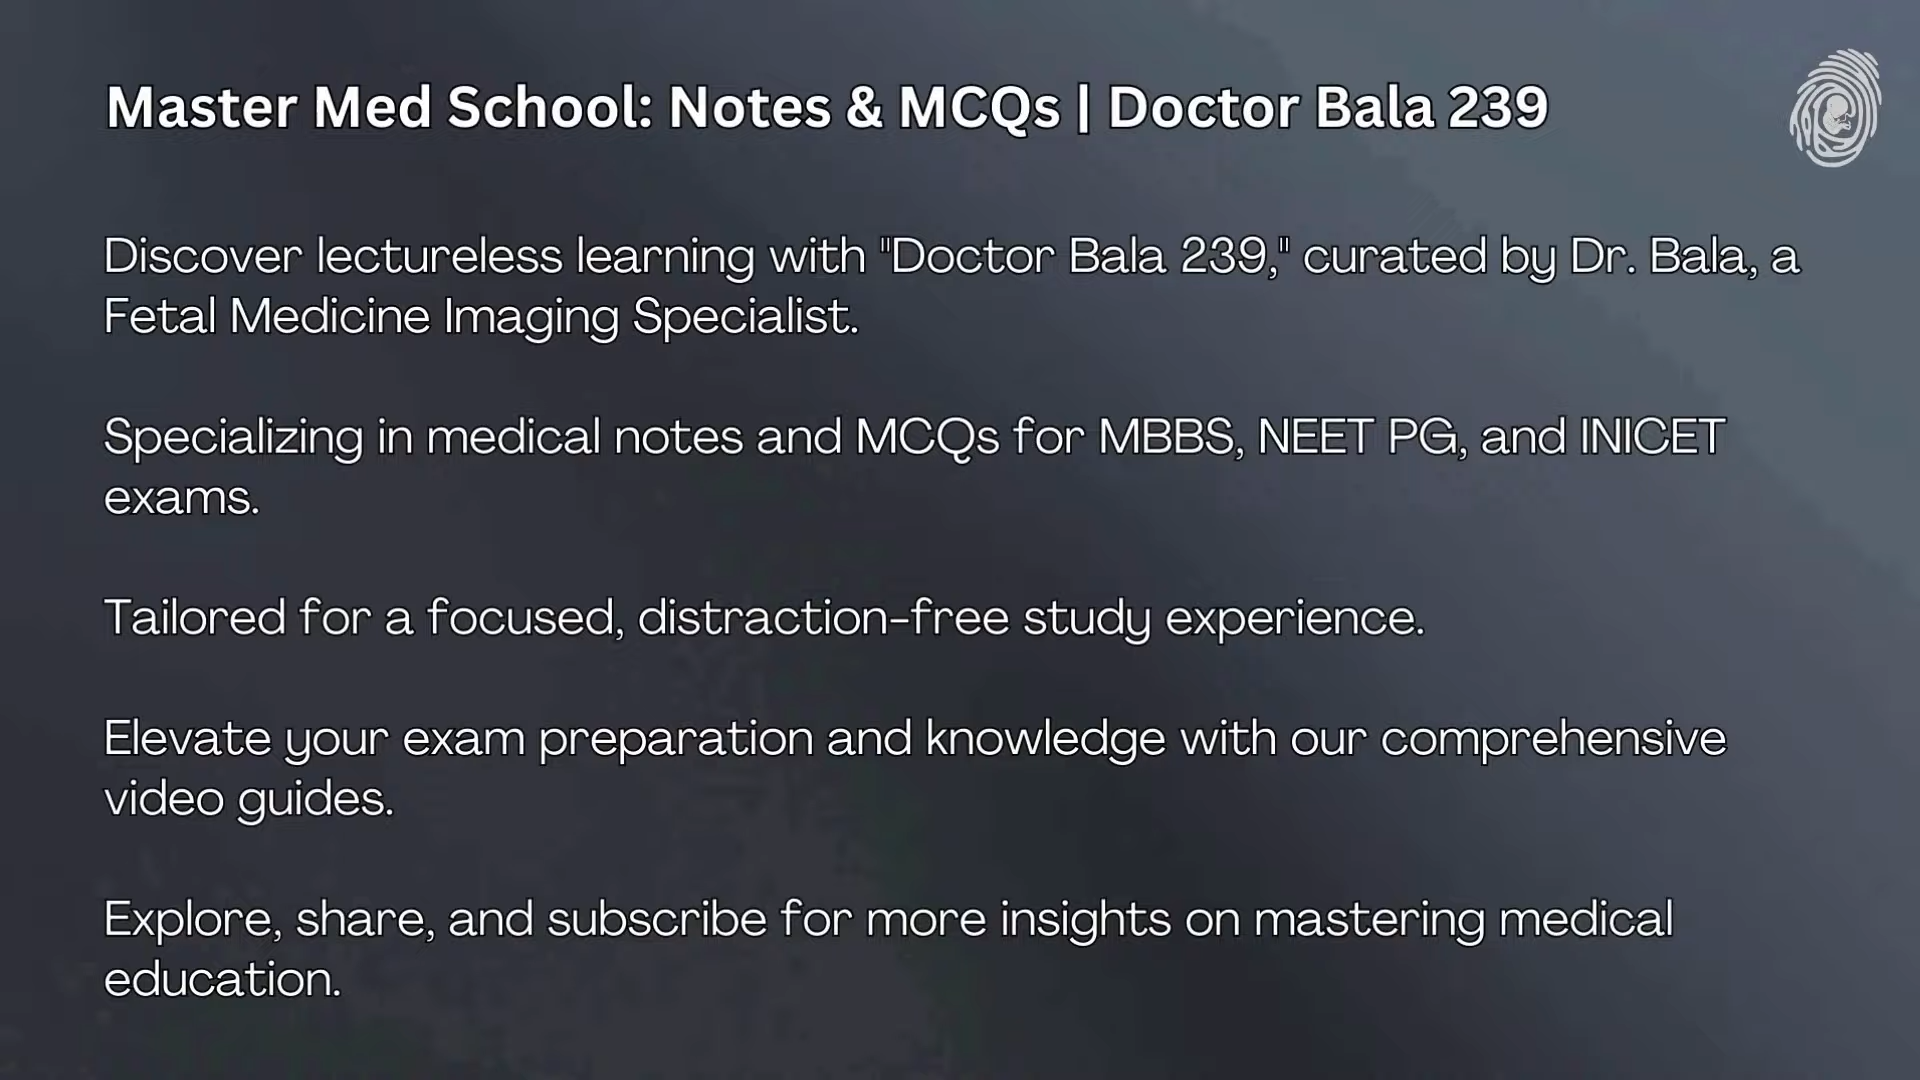 Master Med School: Notes & MCQs | Doctor Bala 239
Discover lectureless learning with "Doctor Bala 239," curated by Dr. Bala, a
Fetal Medicine Imaging Specialist.
Specializing in medical notes and MCQs for MBBS, NEET PG, and INICET
exams.
Tailored for a focused, distraction-free study experience.
Elevate your exam preparation and knowledge with our comprehensive
video guides.
Explore, share, and subscribe for more insights on mastering medical
education.